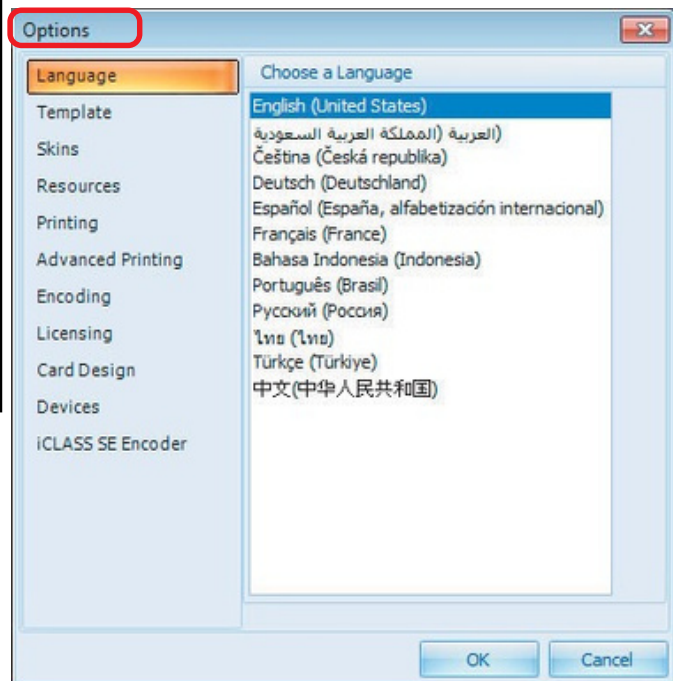 Options
Language
Template
Skins
Resources
Printing
Advanced Printing
Encoding
Licensing
Card Design
Devices
iCLASS SE Encoder
Choose a Language
English (United States)
العربية (المملكة العربية السعودية)
Čeština (Česká republika)
Deutsch (Deutschland)
Español (España, alfabetización internacional)
Français (France)
Bahasa Indonesia (Indonesia)
Português (Brasil)
Русский (Россия)
ไทย (ไทย)
Türkçe (Türkiye)
中文(中华人民共和国)
OK
Cancel